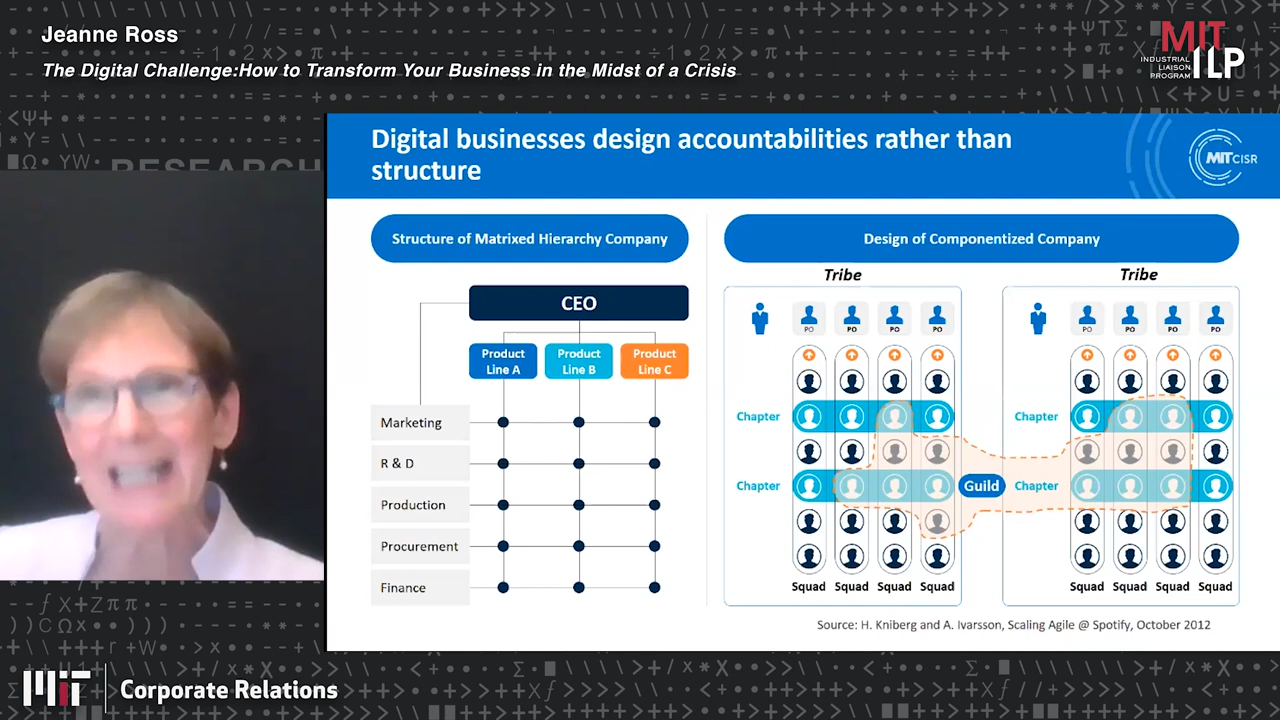 Jeanne Ross
The Digital Challenge:How to Transform Your Business in the Midst of a Crisis
MIT
INDUSTRIAL
LIAISON
PROGRAM
ILP
RESEARCH
Digital businesses design accountabilities rather than
structure
MIT CISR
Structure of Matrixed Hierarchy Company
CEO
Product
Line A
Product
Line B
Product
Line C
Marketing
R & D
Production
Procurement
Finance
Design of Componentized Company
Tribe
Tribe
PO PO PO PO
PO PO PO PO
Chapter
Chapter
Chapter
Guild
Chapter
Squad Squad Squad Squad
Squad Squad Squad Squad
Source: H. Kniberg and A. Ivarsson, Scaling Agile @ Spotify, October 2012
MIT
Corporate Relations